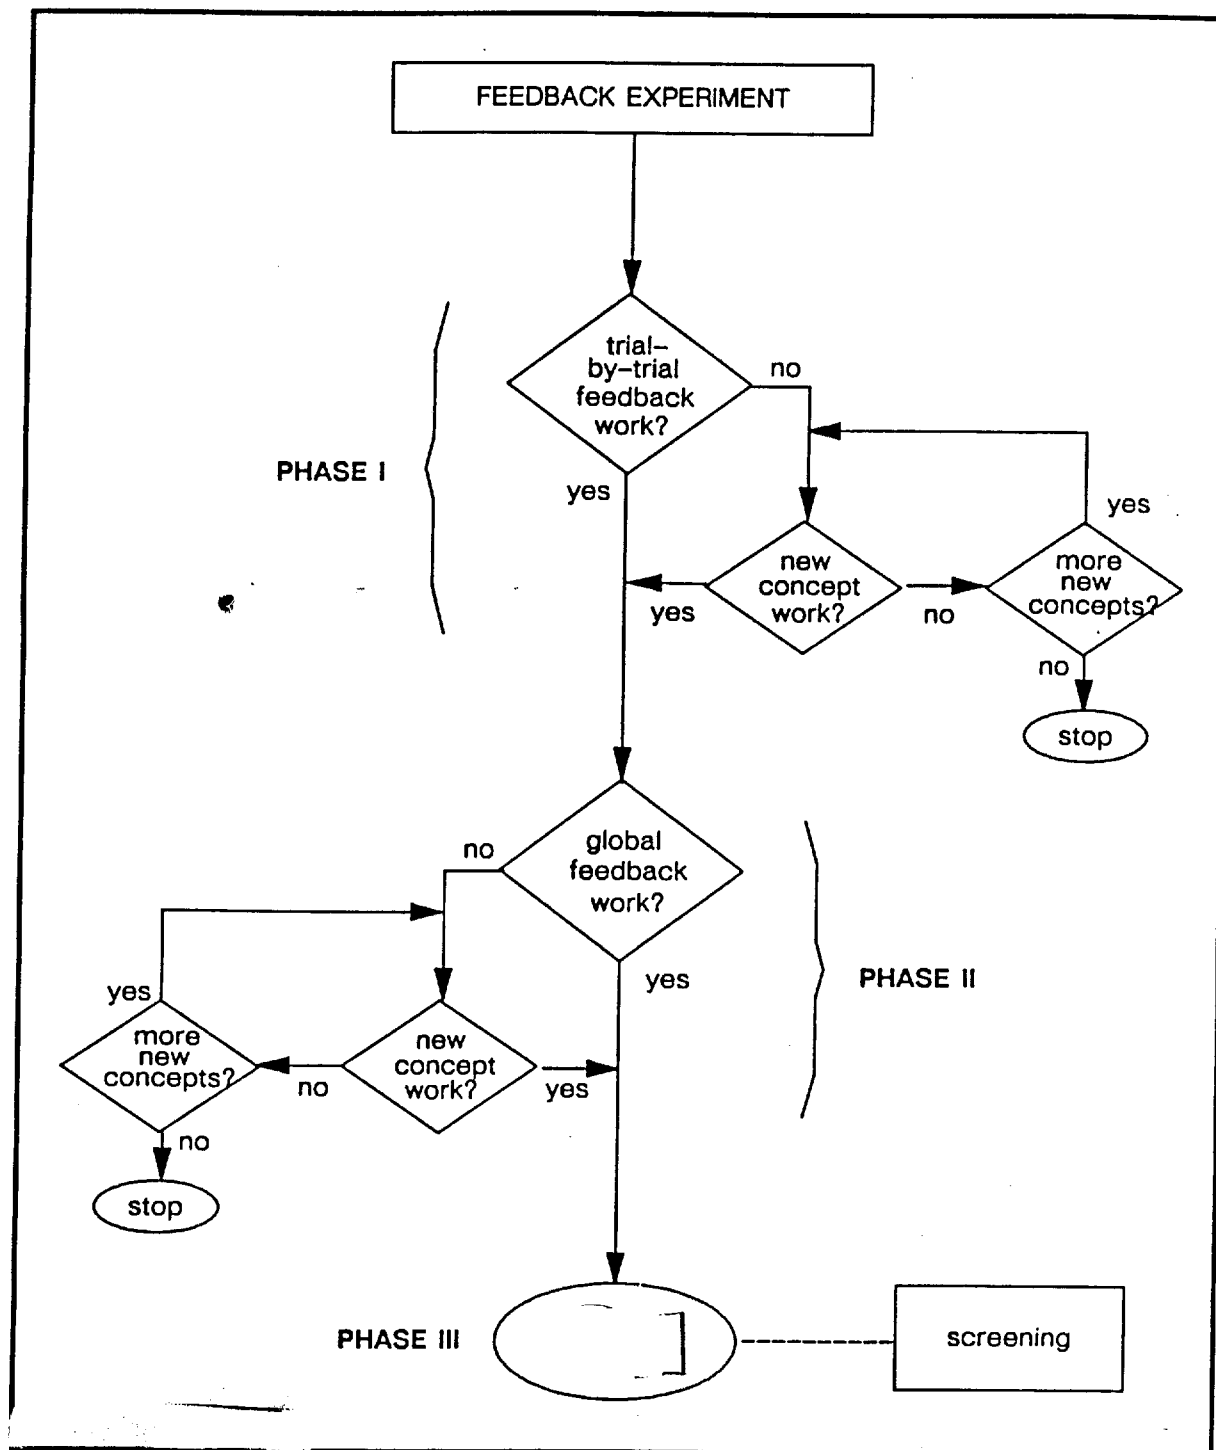 FEEDBACK EXPERIMENT
trial–
by–trial
feedback
work?
no
yes
PHASE I
new
concept
work?
yes
no
more
new
concepts?
yes
no
stop
global
feedback
work?
no
yes
PHASE II
new
concept
work?
yes
no
more
new
concepts?
yes
no
stop
PHASE III
screening